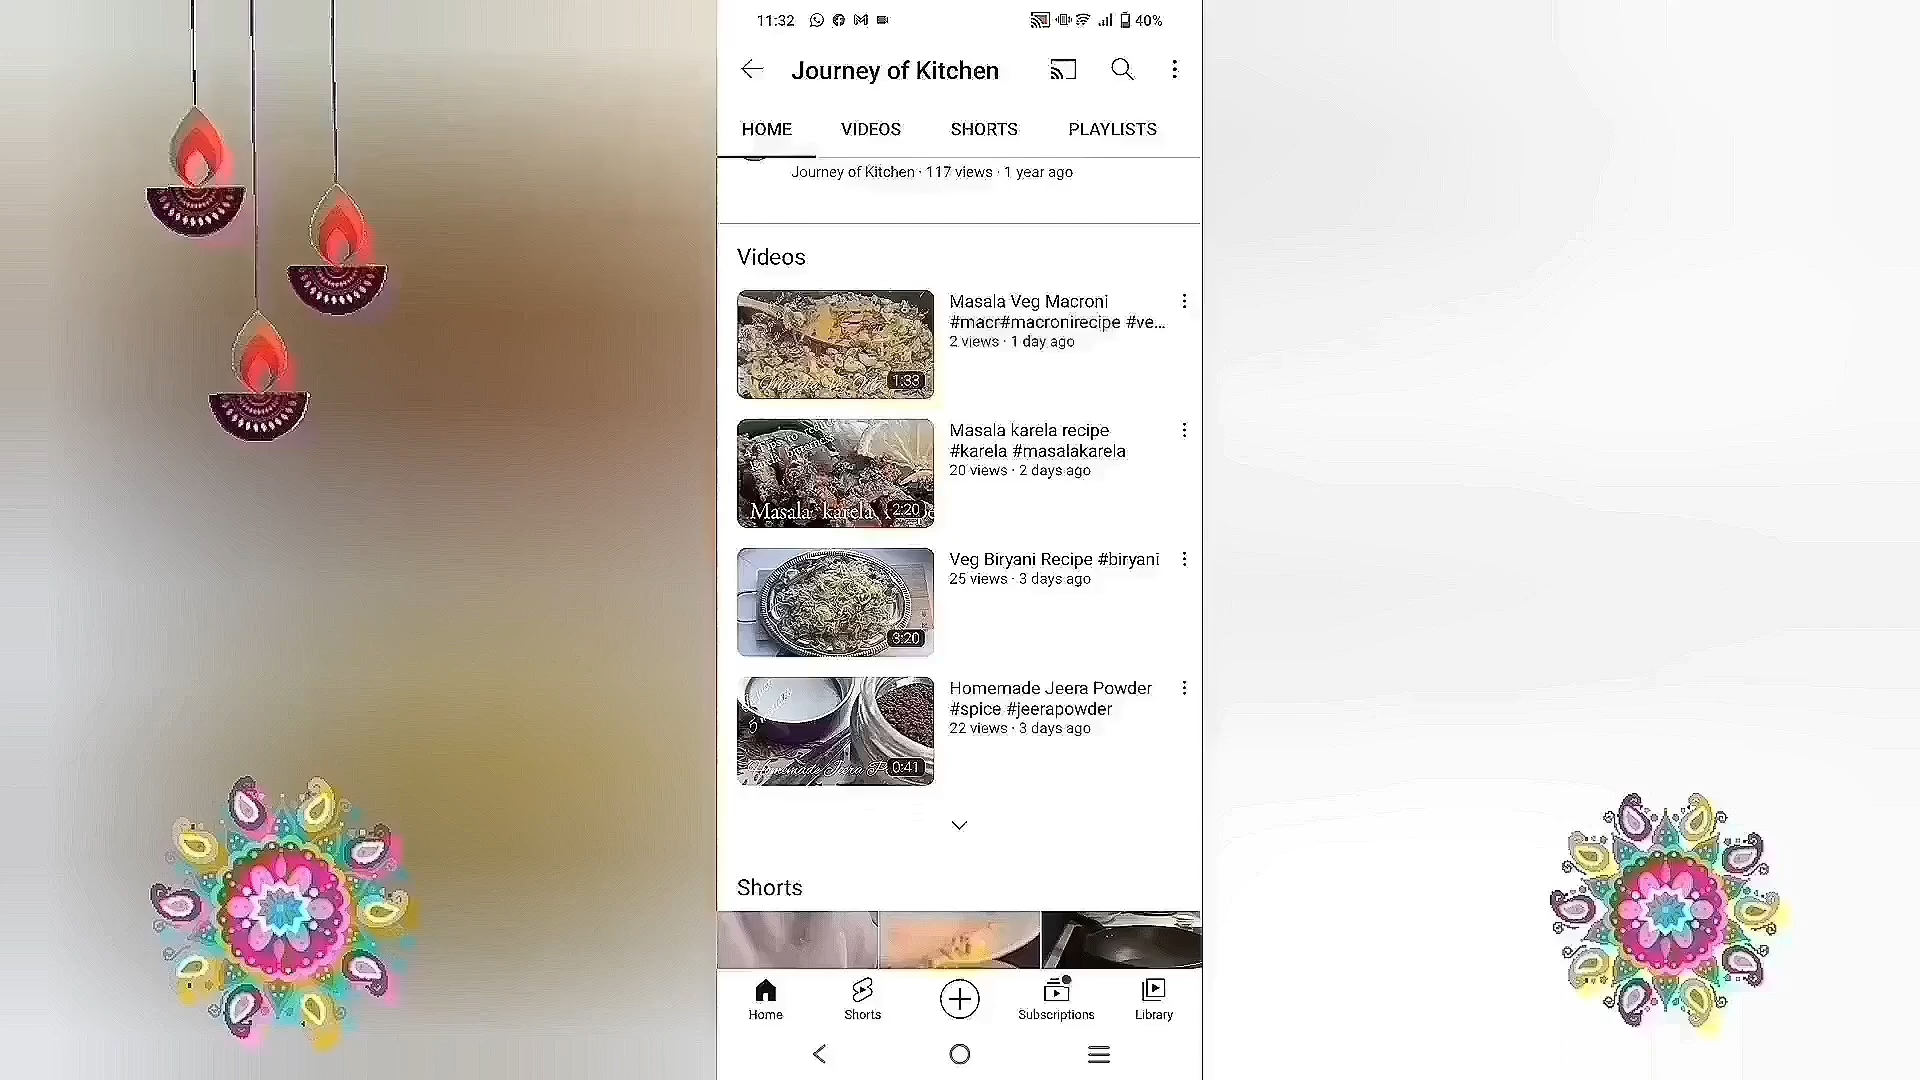 11:32
40%
Journey of Kitchen
HOME VIDEOS SHORTS PLAYLISTS
Journey of Kitchen · 117 views · 1 year ago
Videos
Masala Veg Macroni
#macr#macronirecipe #ve...
2 views · 1 day ago
1:33
Masala karela recipe
#karela #masalakarela
20 views · 2 days ago
Masala karela
2:20
Veg Biryani Recipe #biryani
25 views · 3 days ago
3:20
Homemade Jeera Powder
#spice #jeerapowder
22 views · 3 days ago
Homemade Jeera P
0:41
Shorts
Home Shorts Subscriptions Library